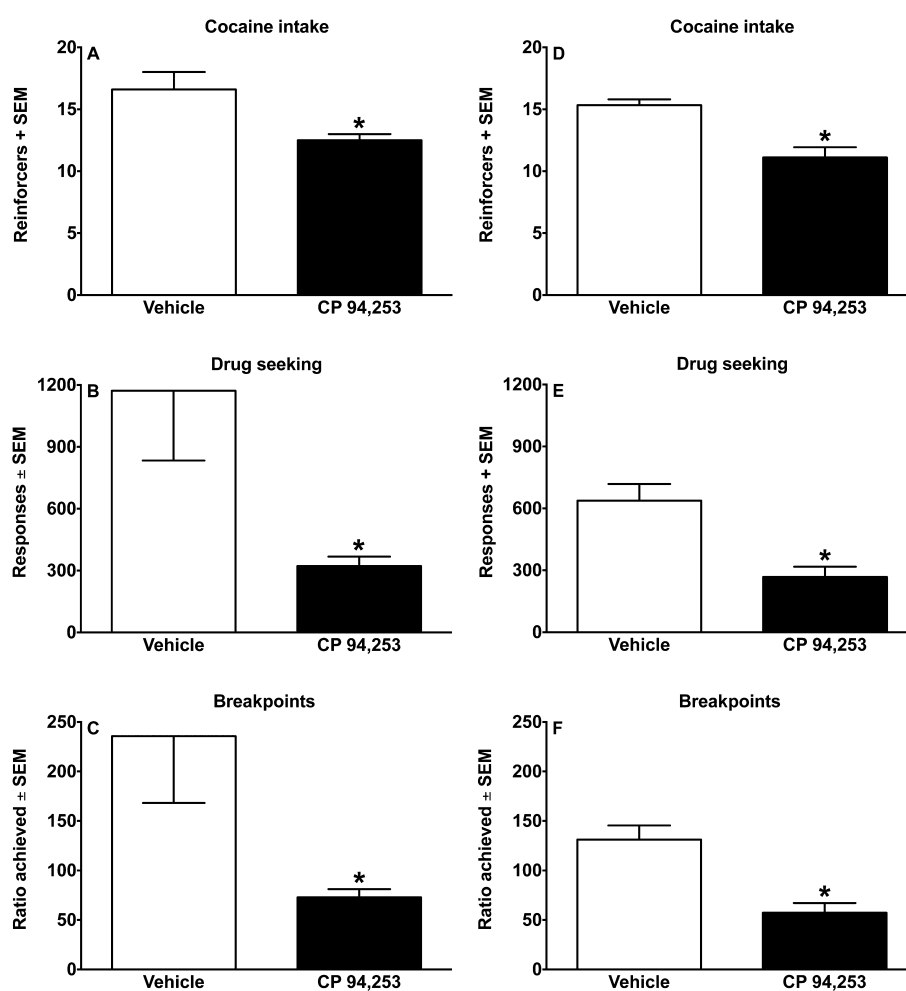 Cocaine intake
A
20
15
10
5
0
Reinforcers + SEM
*
Vehicle
CP 94,253
Cocaine intake
D
20
15
10
5
0
Reinforcers + SEM
*
Vehicle
CP 94,253
Drug seeking
B
1200
900
600
300
0
Responses ± SEM
*
Vehicle
CP 94,253
Drug seeking
E
1200
900
600
300
0
Responses + SEM
*
Vehicle
CP 94,253
Breakpoints
C
250
200
150
100
50
0
Ratio achieved ± SEM
*
Vehicle
CP 94,253
Breakpoints
F
250
200
150
100
50
0
Ratio achieved ± SEM
*
Vehicle
CP 94,253